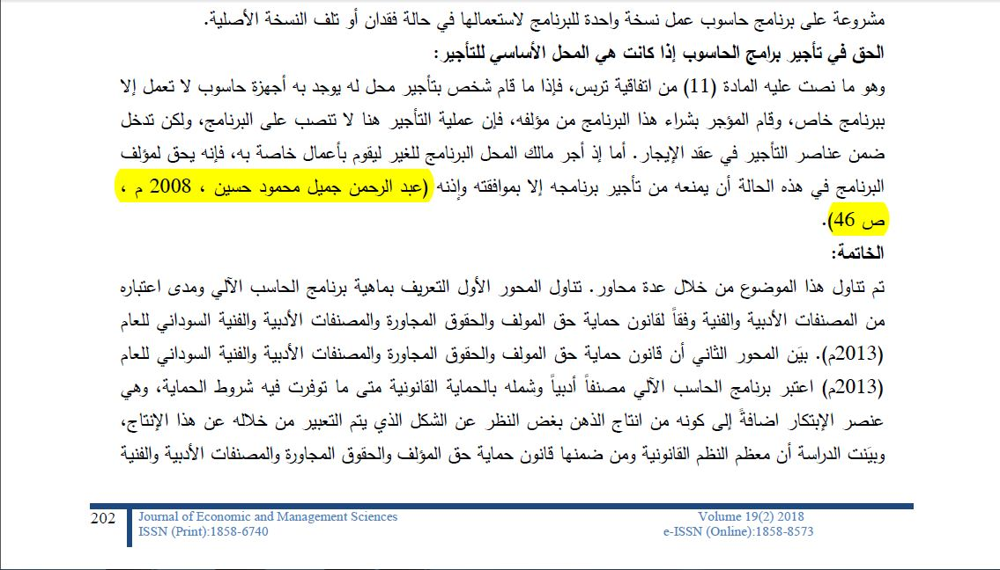 مشروعة على برنامج حاسوب عمل نسخة واحدة للبرنامج لاستعمالها في حالة فقدان أو تلف النسخة الأصلية.
الحق في تأجير برامج الحاسوب إذا كانت هي المحل الأساسي للتأجير:
وهو ما نصت عليه المادة (11) من اتفاقية تربس، فإذا ما قام شخص بتأجير محل له يوجد به أجهزة حاسوب لا تعمل إلا
ببرنامج خاص، وقام المؤجر بشراء هذا البرنامج من مؤلفه، فإن عملية التأجير هنا لا تنصب على البرنامج، ولكن تدخل
ضمن عناصر التأجير في عقد الإيجار. أما إذ أجر مالك المحل البرنامج للغير ليقوم بأعمال خاصة به، فإنه يحق لمؤلف
البرنامج في هذه الحالة أن يمنعه من تأجير برنامجه إلا بموافقته وإذنه (عبد الرحمن جميل محمود حسين ، 2008 م ،
ص 46).
الخاتمة:
تم تناول هذا الموضوع من خلال عدة محاور. تناول المحور الأول التعريف بماهية برنامج الحاسب الآلي ومدى اعتباره
من المصنفات الأدبية والفنية وفقاً لقانون حماية حق المولف والحقوق المجاورة والمصنفات الأدبية والفنية السوداني للعام
(2013م). بيَن المحور الثاني أن قانون حماية حق المولف والحقوق المجاورة والمصنفات الأدبية والفنية السوداني للعام
(2013م) اعتبر برنامج الحاسب الآلي مصنفاً أدبياً وشمله بالحماية القانونية متى ما توفرت فيه شروط الحماية، وهي
عنصر الإبتكار اضافةً إلى كونه من انتاج الذهن بغض النظر عن الشكل الذي يتم التعبير من خلاله عن هذا الإنتاج،
وبيَنت الدراسة أن معظم النظم القانونية ومن ضمنها قانون حماية حق المؤلف والحقوق المجاورة والمصنفات الأدبية والفنية
202 Journal of Economic and Management Sciences Volume 19(2) 2018
ISSN (Print):1858-6740 e-ISSN (Online):1858-8573